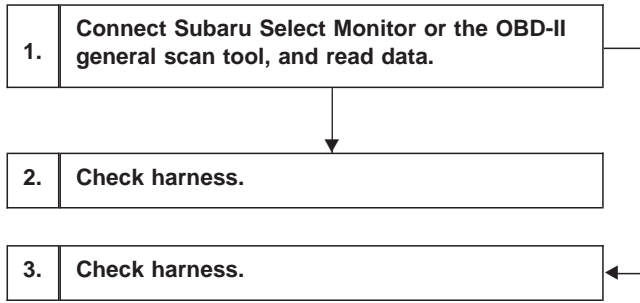 1.
Connect Subaru Select Monitor or the OBD-II
general scan tool, and read data.
2. Check harness.
3. Check harness.